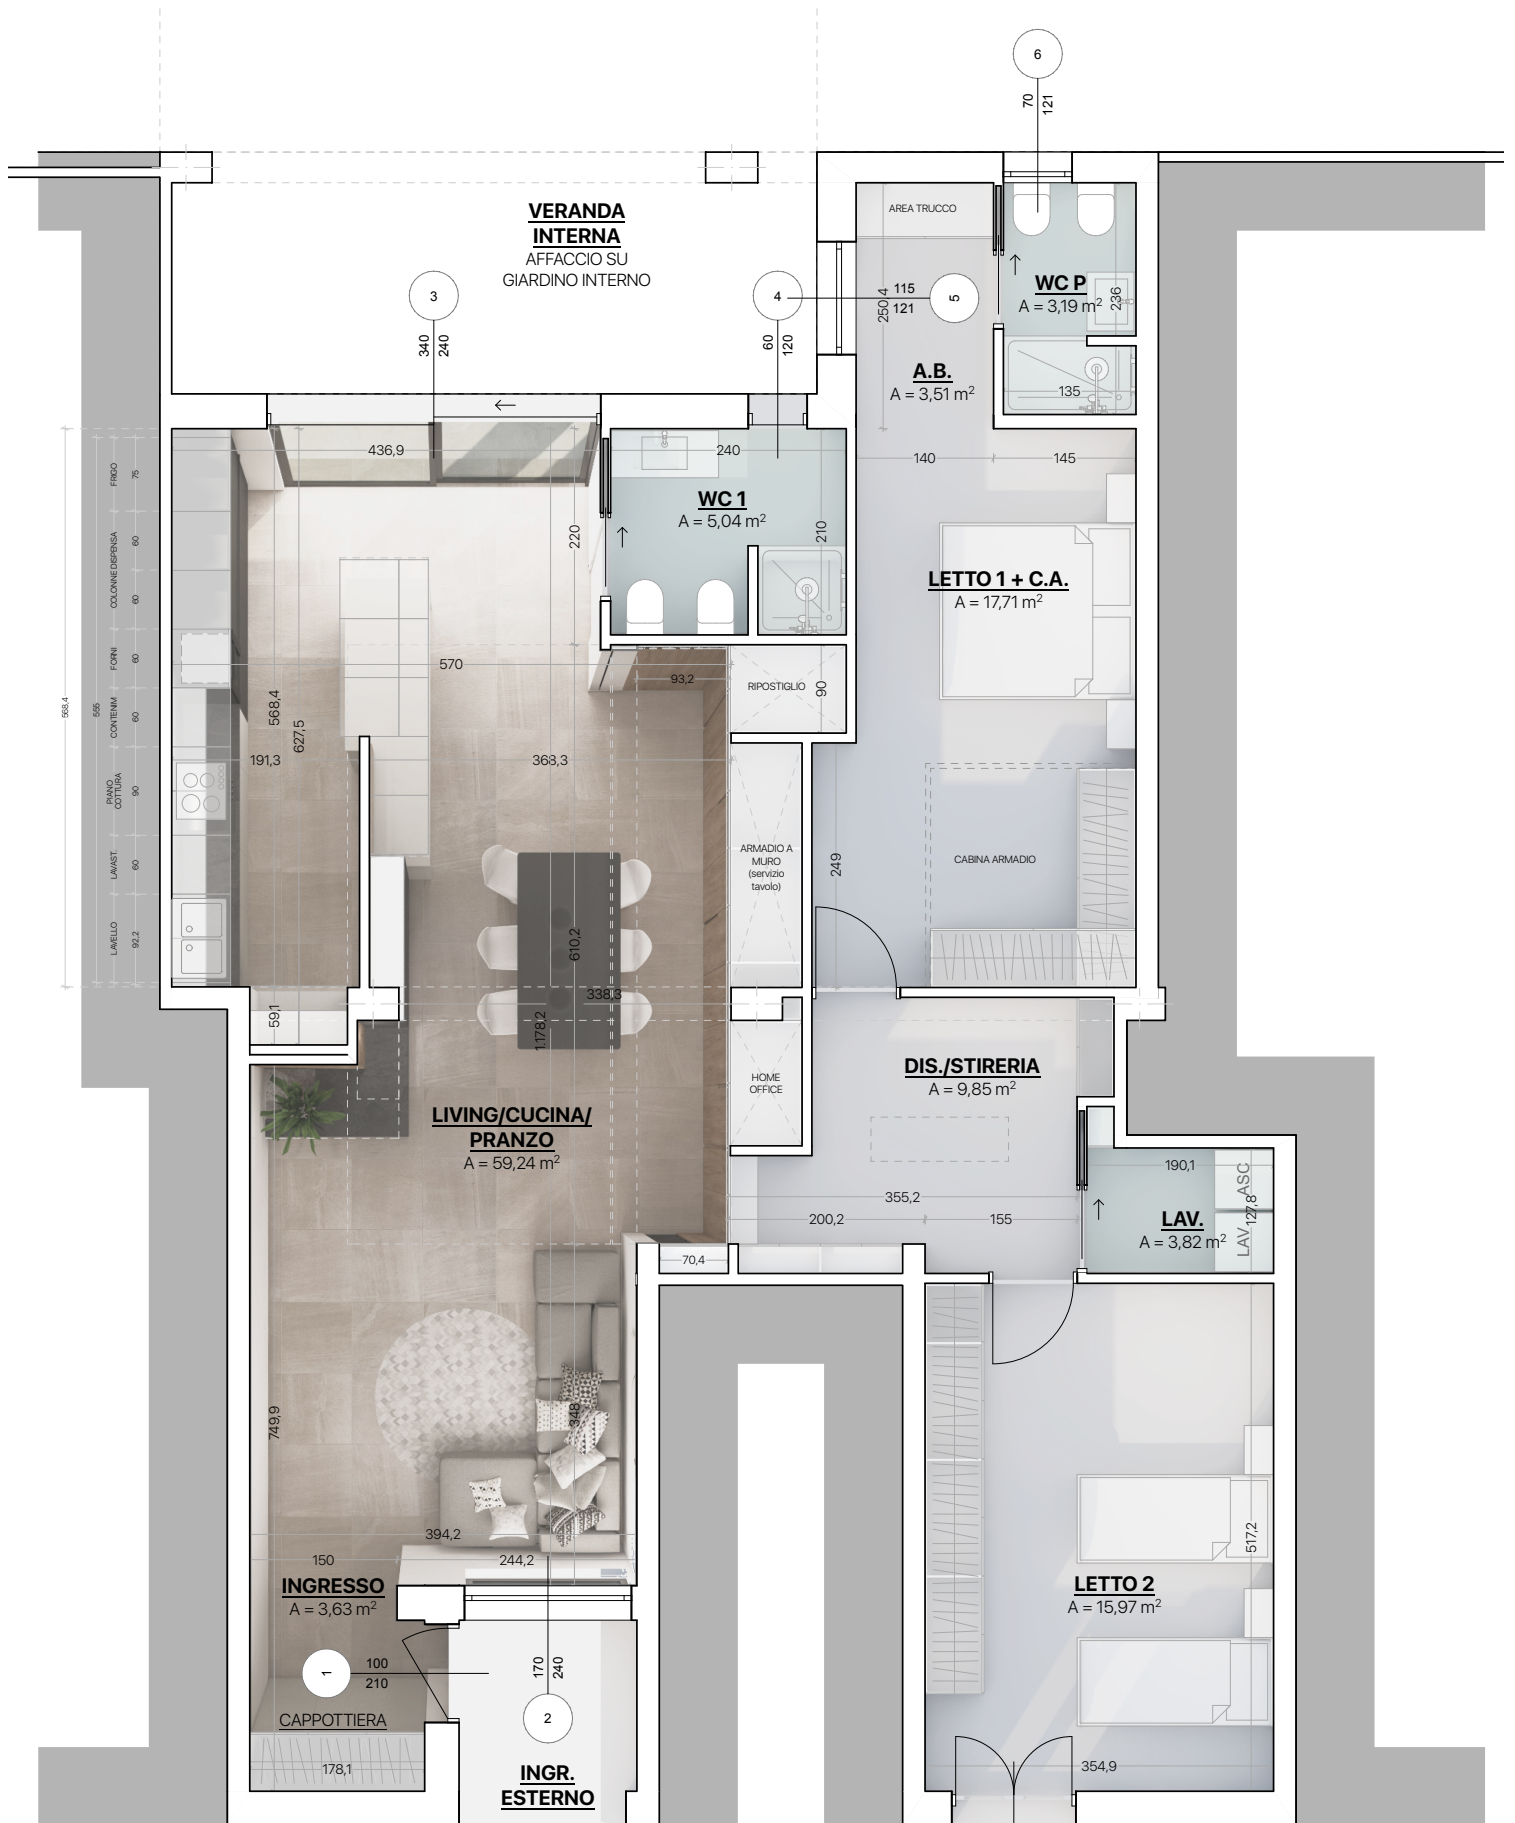 6
70
121
VERANDA
INTERNA
AFFACCIO SU
GIARDINO INTERNO
AREA TRUCCO
3
340
240
4
60
120
115
121
5
250,4
WC P
A = 3,19 m²
236
A.B.
A = 3,51 m²
135
436,9
240
140
145
WC 1
A = 5,04 m²
220
210
LETTO 1 + C.A.
A = 17,71 m²
568,4
555
FRIGO
75
COLONNE DISPENSA
60
60
FORNI
60
CONTENIM
60
PIANO
COTTURA
90
LAVAST.
60
LAVELLO
92,2
570
93,2
RIPOSTIGLIO
90
568,4
627,5
191,3
368,3
ARMADIO A
MURO
(servizio
tavolo)
249
CABINA ARMADIO
610,2
338,3
59,1
1.178,2
HOME
OFFICE
DIS./STIRERIA
A = 9,85 m²
LIVING/CUCINA/
PRANZO
A = 59,24 m²
190,1
ASC
127,8
LAV.
355,2
200,2
155
LAV.
A = 3,82 m²
70,4
749,9
348
394,2
150
244,2
517,2
INGRESSO
A = 3,63 m²
LETTO 2
A = 15,97 m²
1
100
210
170
240
2
CAPPOTTIERA
178,1
INGR.
ESTERNO
354,9